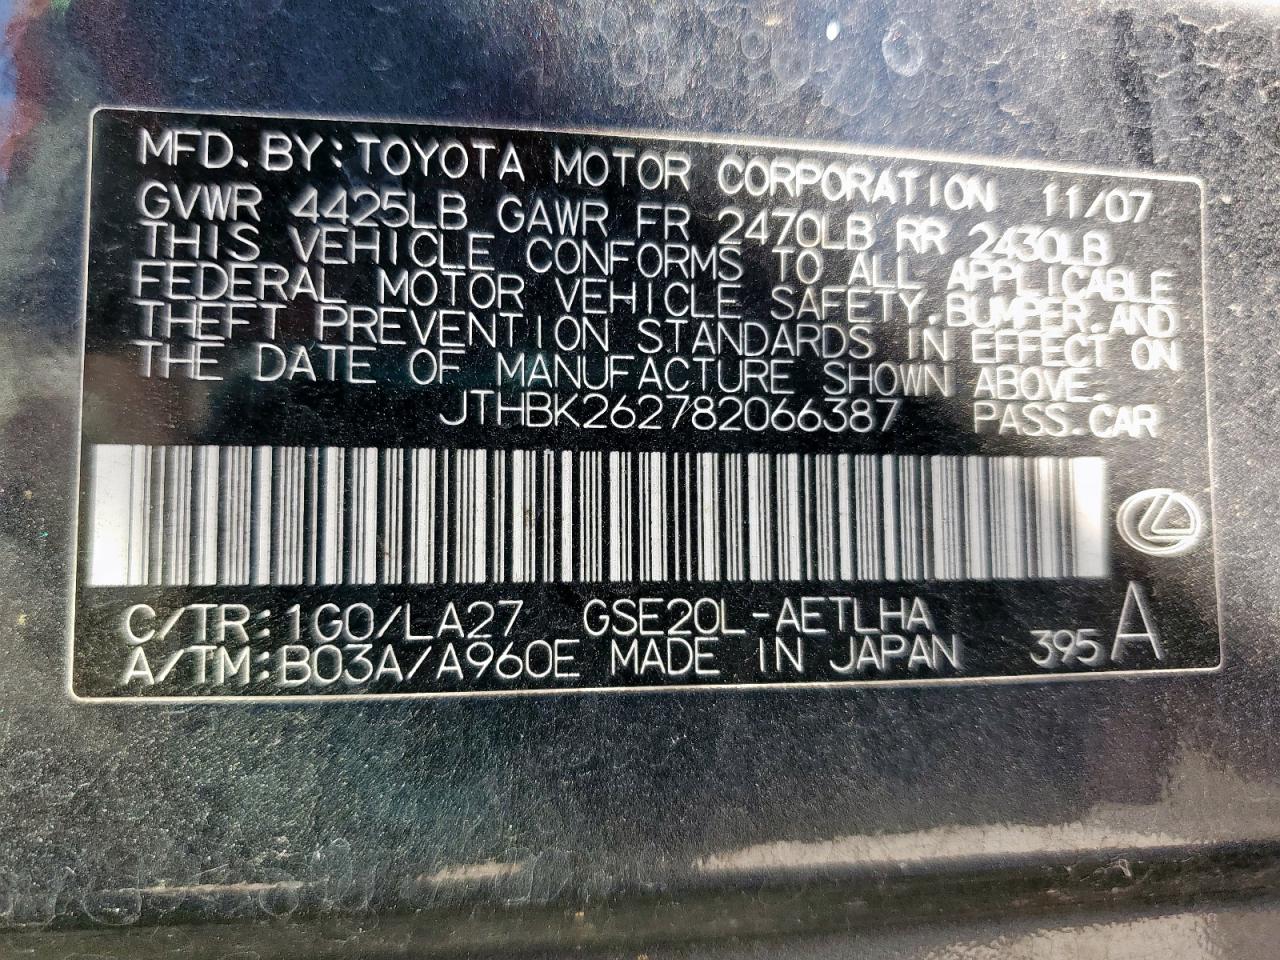 MFD. BY: TOYOTA MOTOR CORPORATION 11/07
GVWR 4425LB GAWR FR 2470LB RR 2430LB
THIS VEHICLE CONFORMS TO ALL APPLICABLE
FEDERAL MOTOR VEHICLE SAFETY, BUMPER, AND
THEFT PREVENTION STANDARDS IN EFFECT ON
THE DATE OF MANUFACTURE SHOWN ABOVE.
JTHBK262782066387 PASS. CAR
C/TR: 1G0/LA27 GSE20L-AETLHA
A/TM: B03A/A960E MADE IN JAPAN 395 A